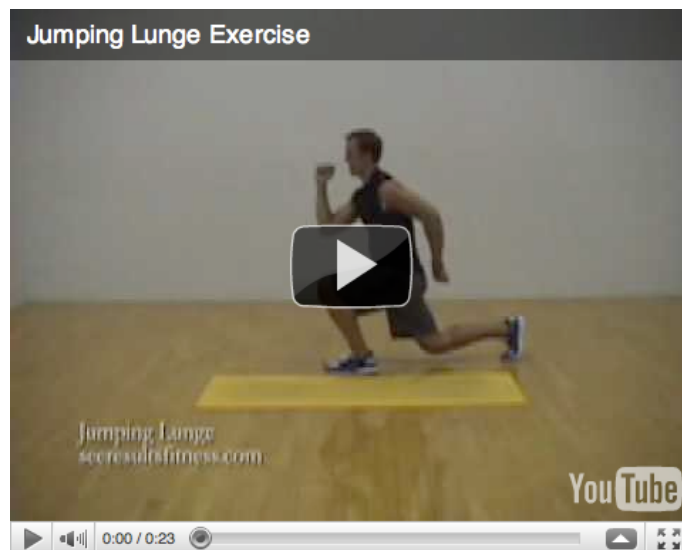 Jumping Lunge Exercise
Jumping Lunge
seeresultsfitness.com
YouTube
0:00 / 0:23